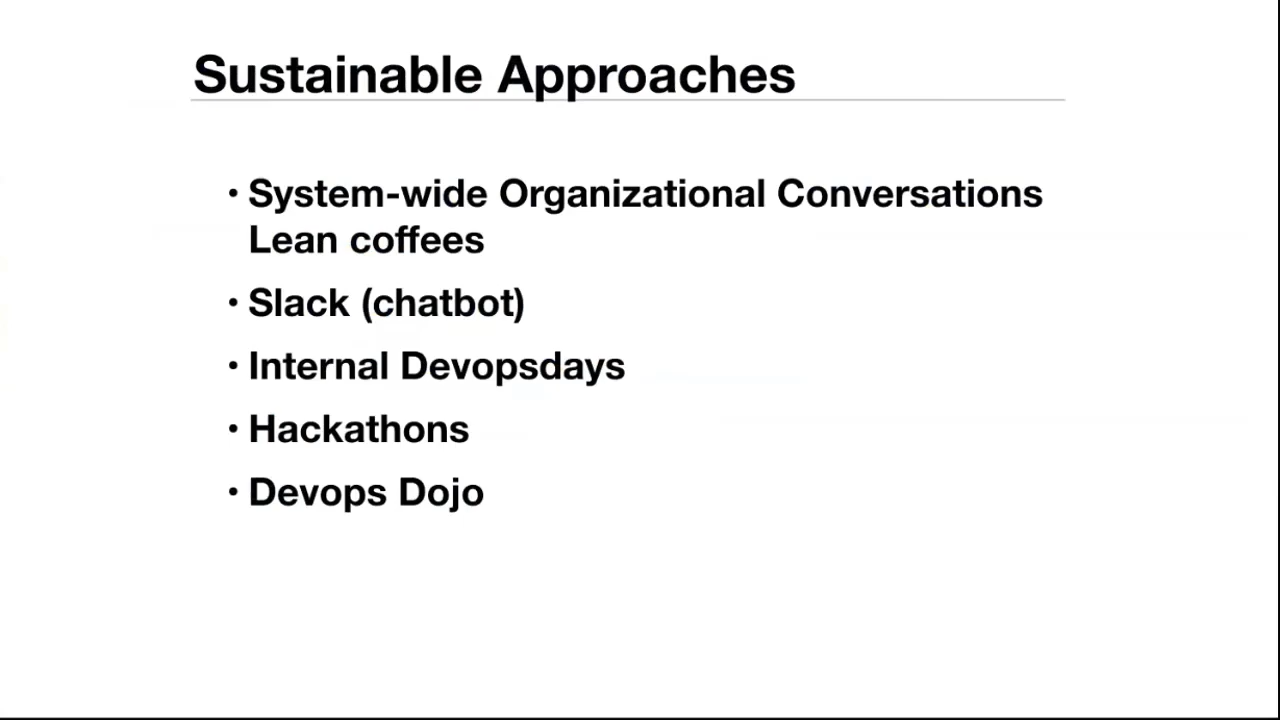 Sustainable Approaches
• System-wide Organizational Conversations
Lean coffees
• Slack (chatbot)
• Internal Devopsdays
• Hackathons
• Devops Dojo